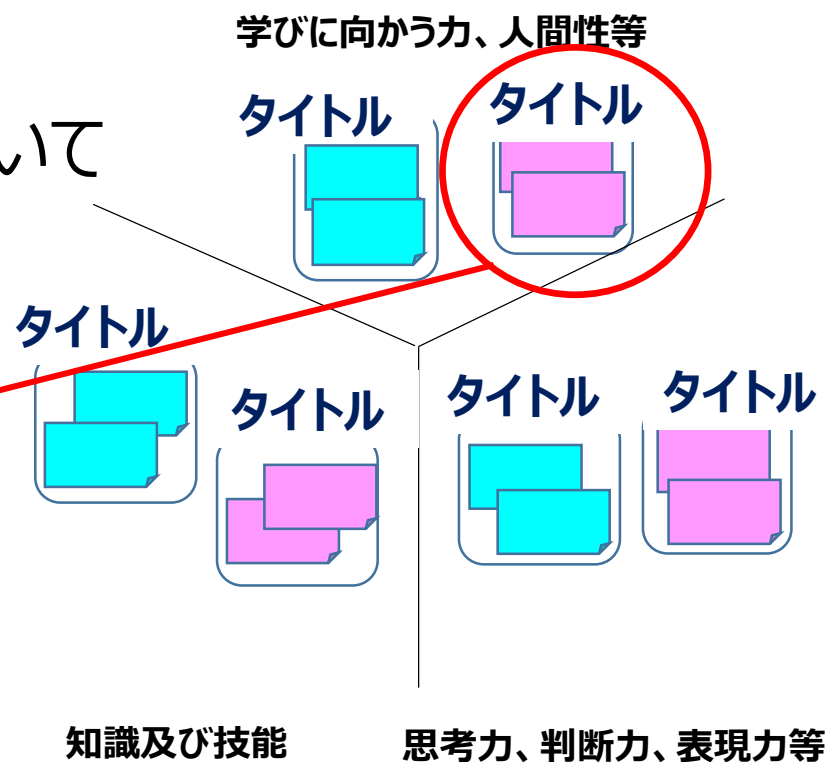 学びに向かう力、人間性等
タイトル
タイトル
いて
タイトル
タイトル
タイトル
タイトル
知識及び技能
思考力、判断力、表現力等